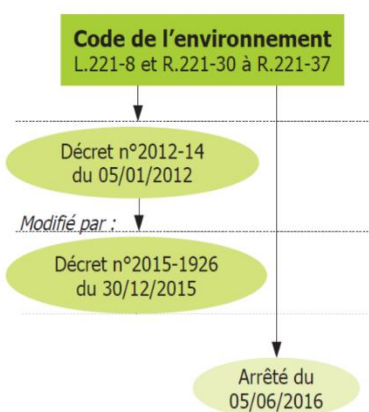 Code de l'environnement
L.221-8 et R.221-30 à R.221-37
Décret n°2012-14
du 05/01/2012
Modifié par :
Décret n°2015-1926
du 30/12/2015
Arrêté du
05/06/2016